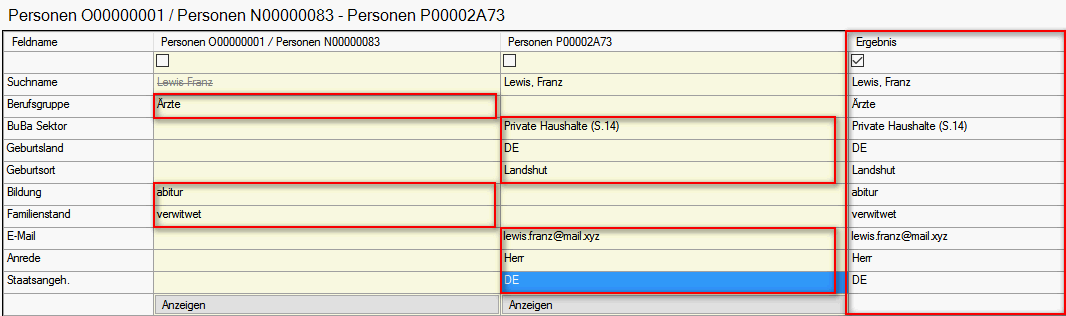 Personen O00000001 / Personen N00000083 - Personen P00002A73
Feldname Personen O00000001 / Personen N00000083 Personen P00002A73 Ergebnis
Suchname Lewis Franz Lewis, Franz Lewis, Franz
Berufsgruppe Ärzte Ärzte
BuBa Sektor Private Haushalte (S.14) Private Haushalte (S.14)
Geburtsland DE DE
Geburtsort Landshut Landshut
Bildung abitur abitur
Familienstand verwitwet verwitwet
E-Mail lewis.franz@mail.xyz lewis.franz@mail.xyz
Anrede Herr Herr
Staatsangeh. DE DE
Anzeigen Anzeigen